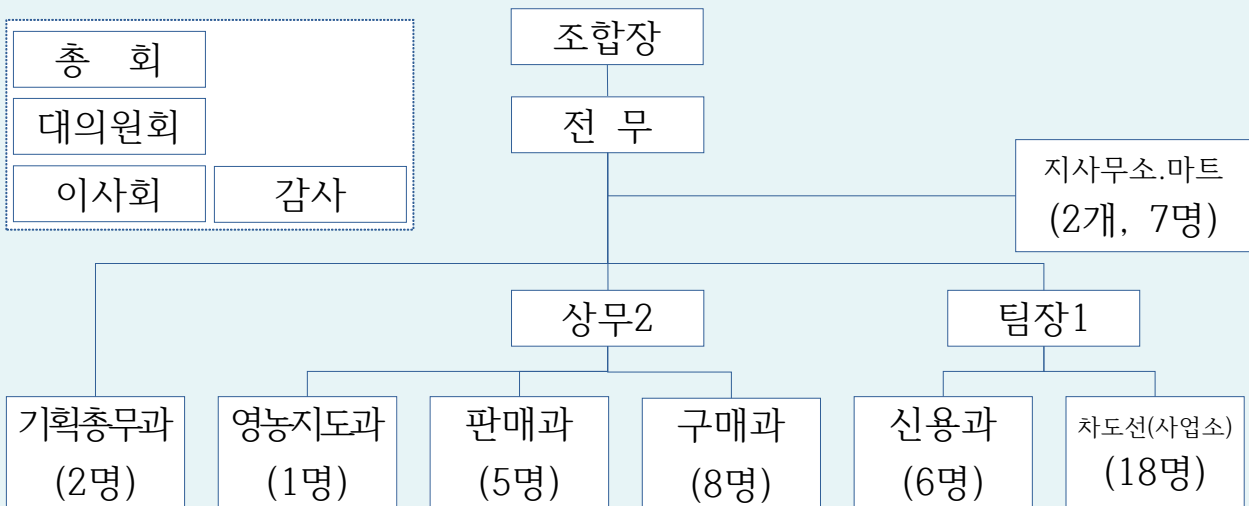 총 회
대의원회
이사회
감사
조합장
전 무
지사무소.마트
(2개, 7명)
상무2
팀장1
기획총무과
(2명)
영농지도과
(1명)
판매과
(5명)
구매과
(8명)
신용과
(6명)
차도선(사업소)
(18명)